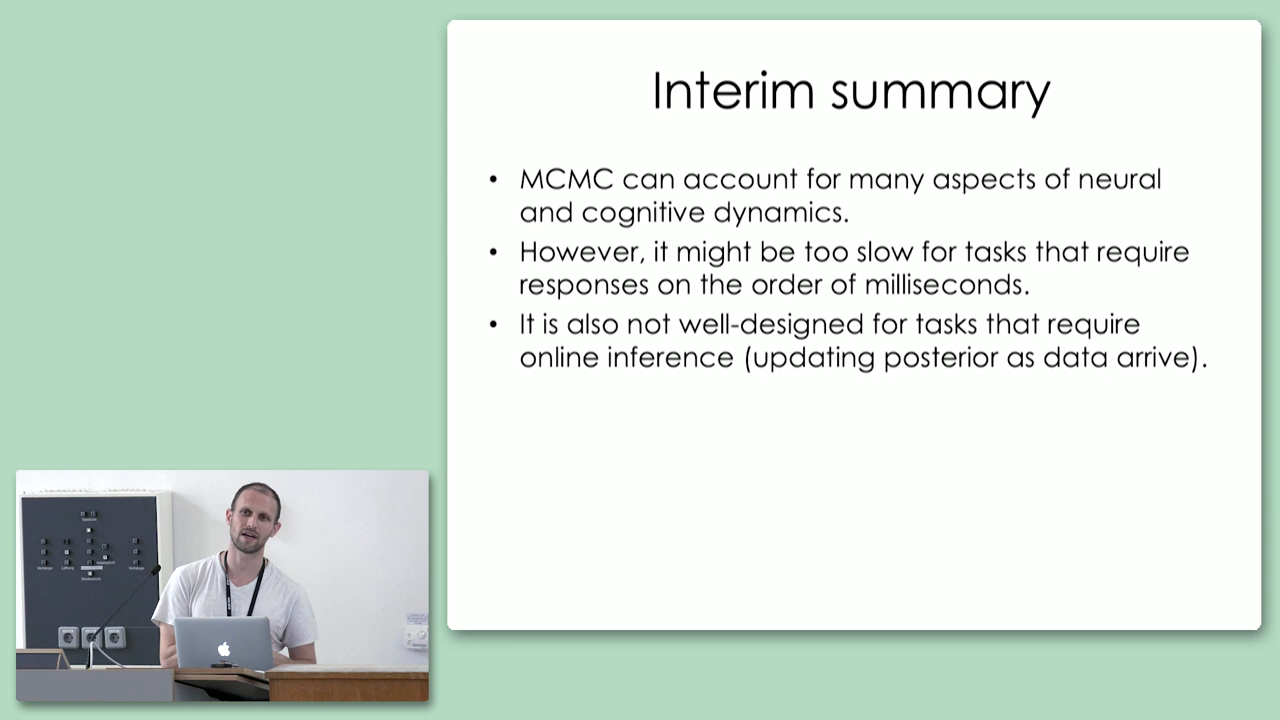 Interim summary
• MCMC can account for many aspects of neural
and cognitive dynamics.
• However, it might be too slow for tasks that require
responses on the order of milliseconds.
• It is also not well-designed for tasks that require
online inference (updating posterior as data arrive).